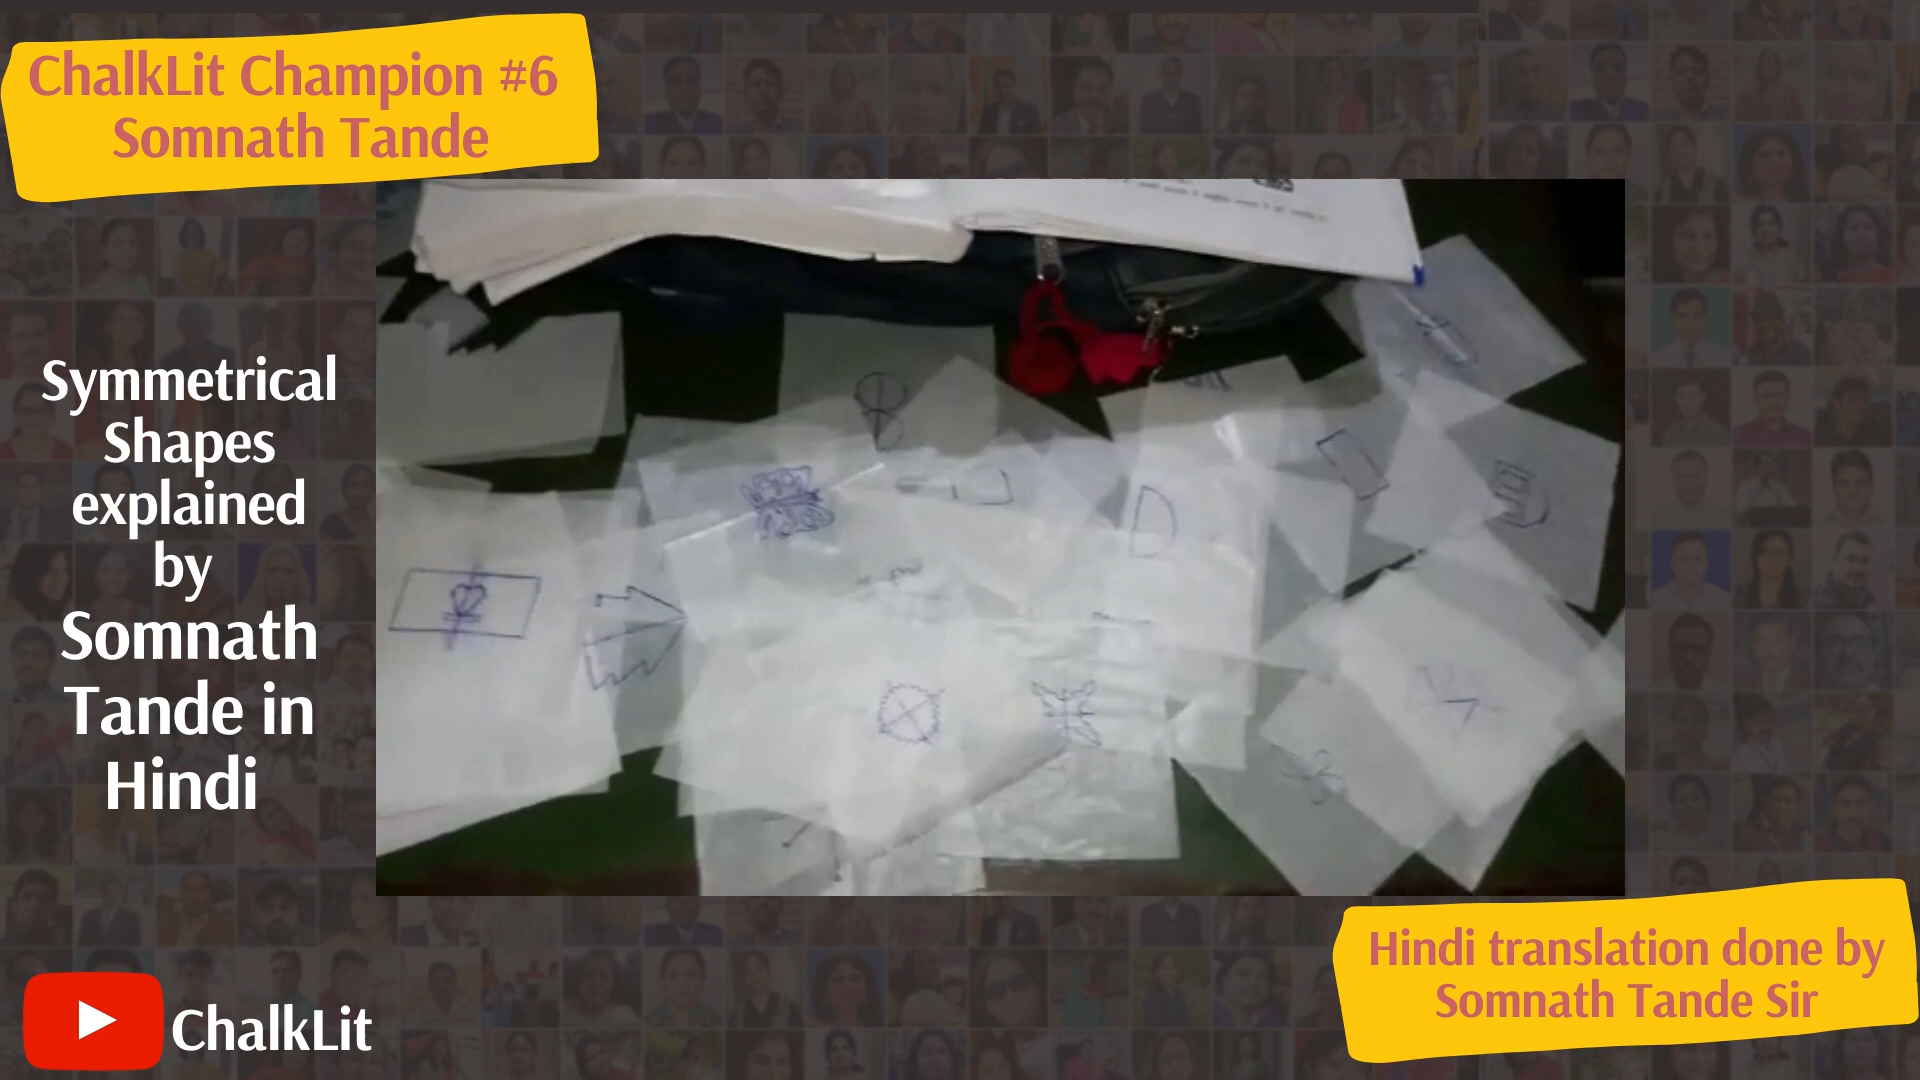 ChalkLit Champion #6
Somnath Tande
Symmetrical
Shapes
explained
by
Somnath
Tande in
Hindi
Hindi translation done by
Somnath Tande Sir
ChalkLit